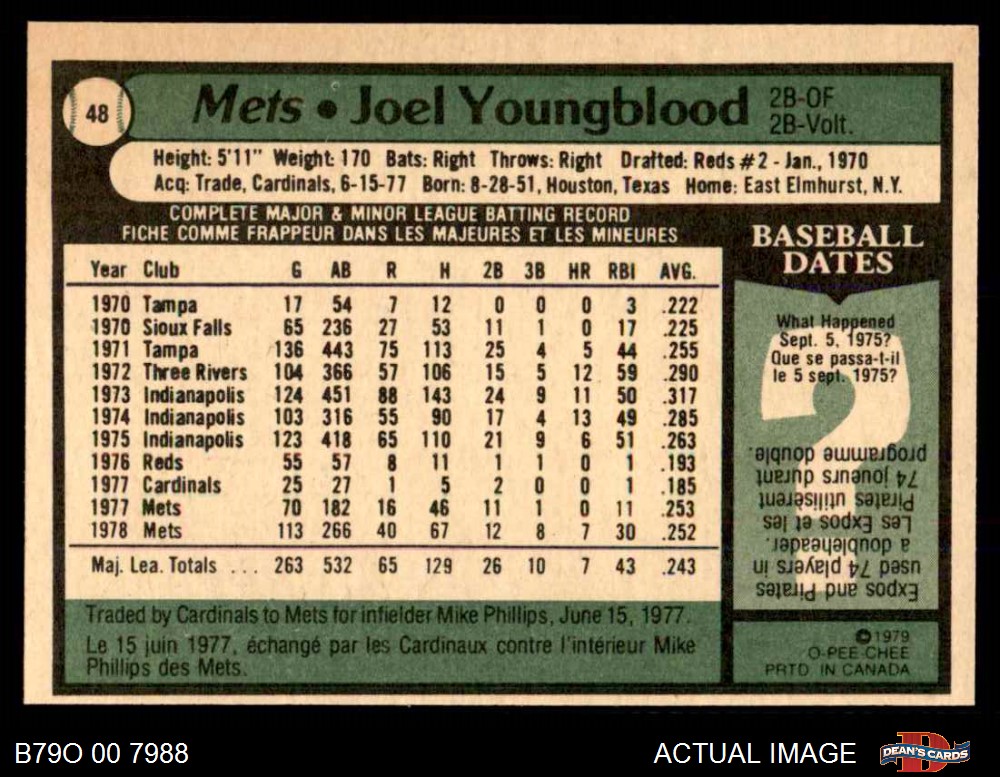 48
Mets • Joel Youngblood
2B-OF
2B-Volt.
Height: 5'11" Weight: 170 Bats: Right Throws: Right Drafted: Reds #2 - Jan., 1970
Acq: Trade, Cardinals, 6-15-77 Born: 8-28-51, Houston, Texas Home: East Elmhurst, N.Y.
COMPLETE MAJOR & MINOR LEAGUE BATTING RECORD
FICHE COMME FRAPPEUR DANS LES MAJEURES ET LES MINEURES
Year Club G AB R H 2B 3B HR RBI AVG.
1970 Tampa 17 54 7 12 0 0 0 3 .222
1970 Sioux Falls 65 236 27 53 11 1 0 17 .225
1971 Tampa 136 443 75 113 25 4 5 44 .255
1972 Three Rivers 104 366 57 106 15 5 12 59 .290
1973 Indianapolis 124 451 88 143 24 9 11 50 .317
1974 Indianapolis 103 316 55 90 17 4 13 49 .285
1975 Indianapolis 123 418 65 110 21 9 6 51 .263
1976 Reds 55 57 8 11 1 1 0 1 .193
1977 Cardinals 25 27 1 5 2 0 0 1 .185
1977 Mets 70 182 16 46 11 1 0 11 .253
1978 Mets 113 266 40 67 12 8 7 30 .252
Maj. Lea. Totals ... 263 532 65 129 26 10 7 43 .243
Traded by Cardinals to Mets for infielder Mike Phillips, June 15, 1977.
Le 15 juin 1977, échangé par les Cardinaux contre l'intérieur Mike
Phillips des Mets.
BASEBALL
DATES
What Happened
Sept. 5, 1975?
Que se passa-t-il
le 5 sept. 1975?
Expos and Pirates
used 74 players in
a doubleheader.
Les Expos et les
Pirates utilisèrent
74 joueurs durant
programme double.
©1979
O-PEE-CHEE
PRTD. IN CANADA
B79O 00 7988
ACTUAL IMAGE
DEAN'S CARDS